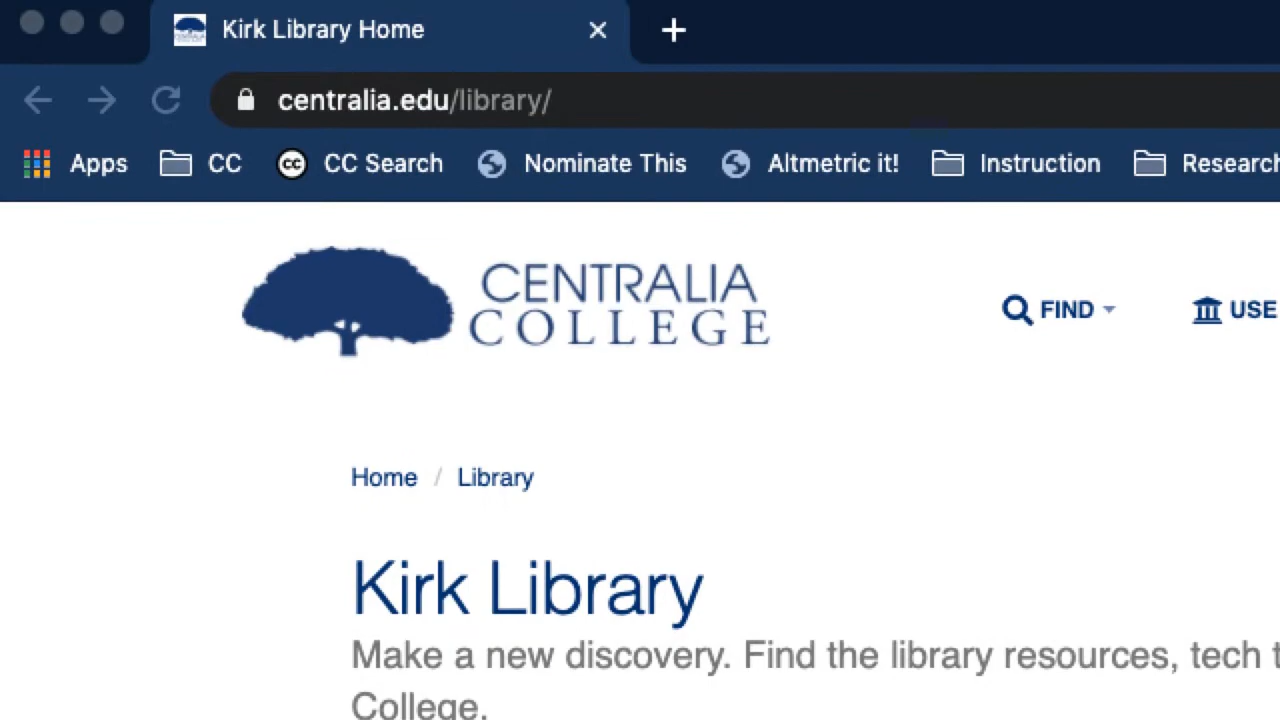 Kirk Library Home
centralia.edu/library/
Apps CC CC Search Nominate This Altmetric it! Instruction Research
CENTRALIA
COLLEGE
FIND USE
Home / Library
Kirk Library
Make a new discovery. Find the library resources, tech t
College.